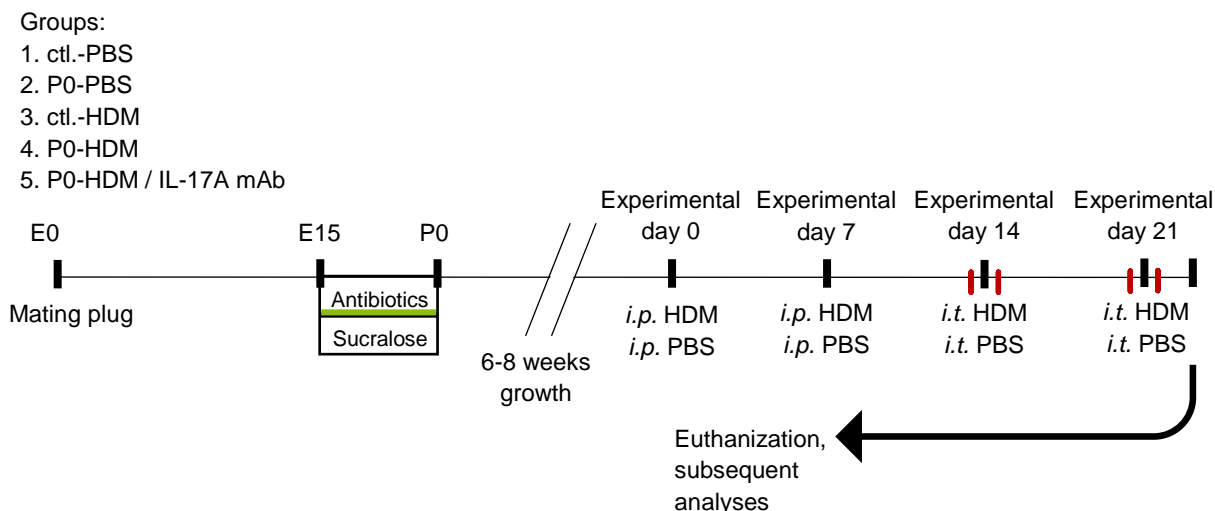 Groups:
1. ctl.-PBS
2. P0-PBS
3. ctl.-HDM
4. P0-HDM
5. P0-HDM / IL-17A mAb
E0
E15
P0
Experimental
day 0
Experimental
day 7
Experimental
day 14
Experimental
day 21
Mating plug
Antibiotics
Sucralose
6-8 weeks
growth
i.p. HDM
i.p. PBS
i.p. HDM
i.p. PBS
i.t. HDM
i.t. PBS
i.t. HDM
i.t. PBS
Euthanization,
subsequent
analyses